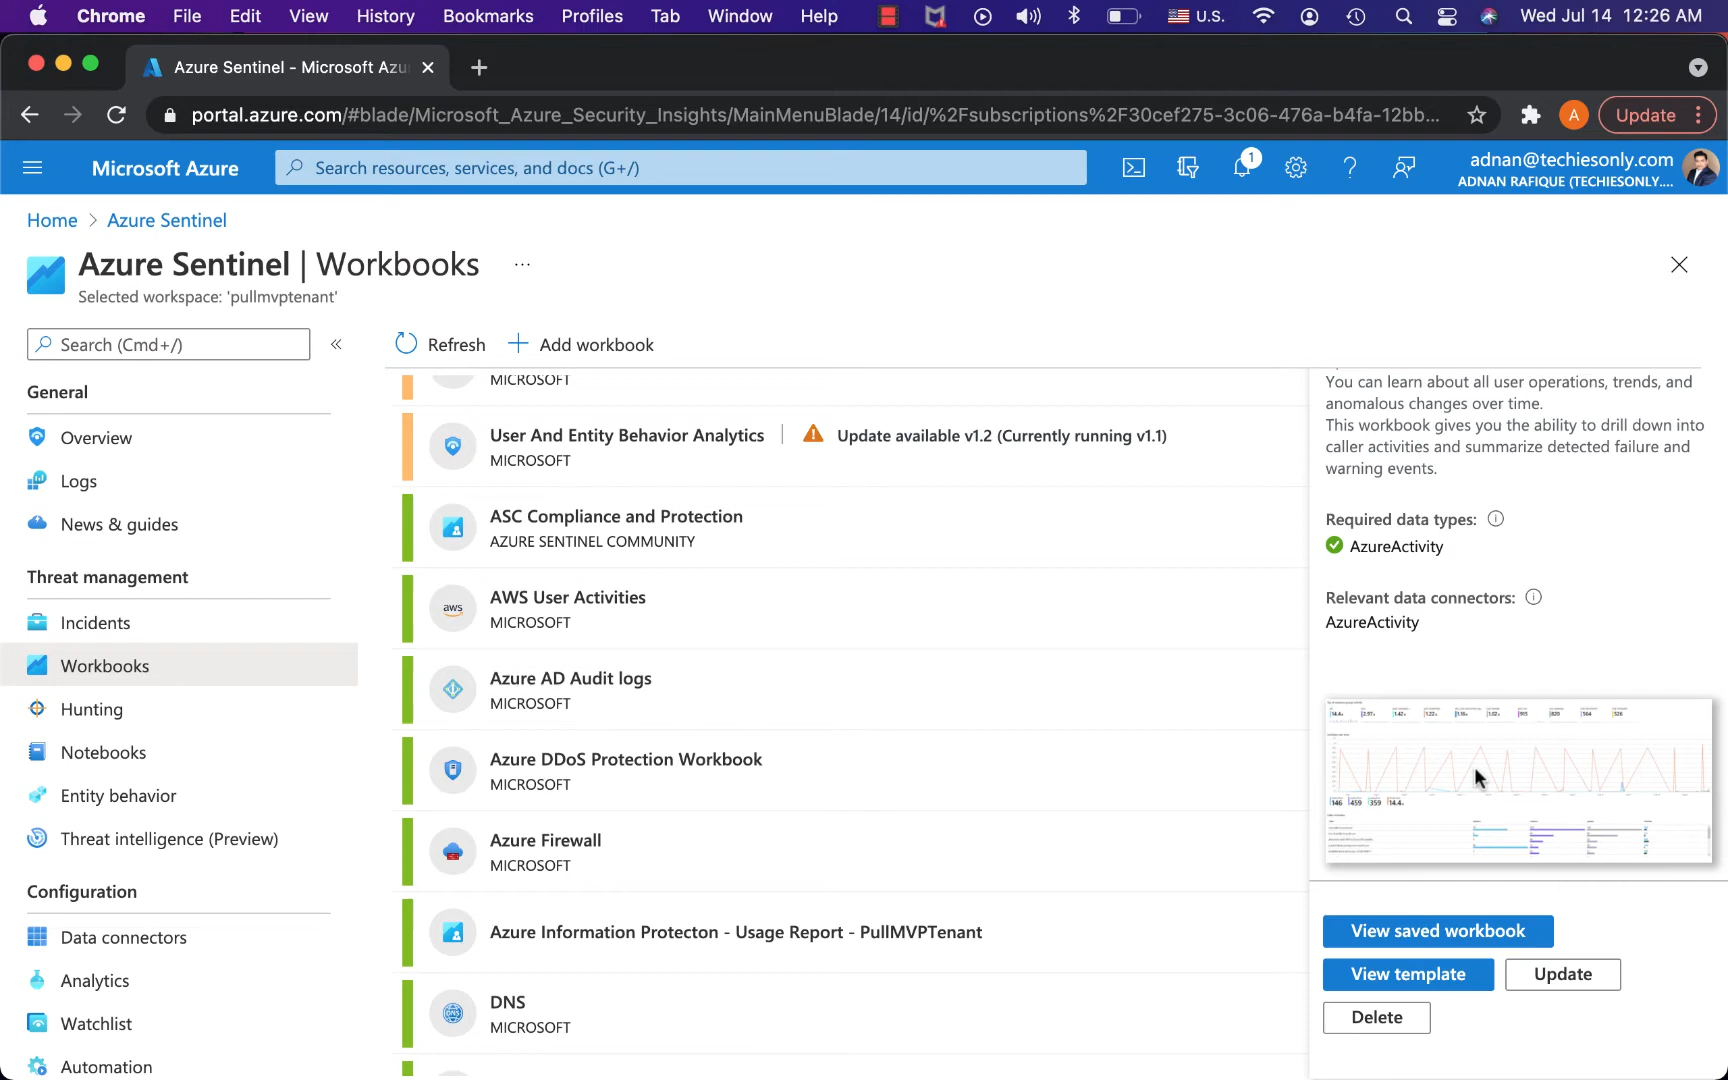 Chrome File Edit View History Bookmarks Profiles Tab Window Help U.S. Wed Jul 14 12:26 AM
Azure Sentinel - Microsoft Azu
portal.azure.com/#blade/Microsoft_Azure_Security_Insights/MainMenuBlade/14/id/%2Fsubscriptions%2F30cef275-3c06-476a-b4fa-12bb... A Update
Microsoft Azure Search resources, services, and docs (G+/) 1 adnan@techiesonly.com
ADNAN RAFIQUE (TECHIESONLY....
Home > Azure Sentinel
Azure Sentinel | Workbooks ...
Selected workspace: 'pullmvptenant'
Search (Cmd+/) «
Refresh + Add workbook
General
Overview
Logs
News & guides
Threat management
Incidents
Workbooks
Hunting
Notebooks
Entity behavior
Threat intelligence (Preview)
Configuration
Data connectors
Analytics
Watchlist
Automation
MICROSOFT
User And Entity Behavior Analytics Update available v1.2 (Currently running v1.1)
MICROSOFT
ASC Compliance and Protection
AZURE SENTINEL COMMUNITY
aws
AWS User Activities
MICROSOFT
Azure AD Audit logs
MICROSOFT
Azure DDoS Protection Workbook
MICROSOFT
Azure Firewall
MICROSOFT
Azure Information Protecton - Usage Report - PullMVPTenant
DNS
DNS
MICROSOFT
You can learn about all user operations, trends, and
anomalous changes over time.
This workbook gives you the ability to drill down into
caller activities and summarize detected failure and
warning events.
Required data types:
AzureActivity
Relevant data connectors:
AzureActivity
146 459 359 14.4k
View saved workbook
View template Update
Delete